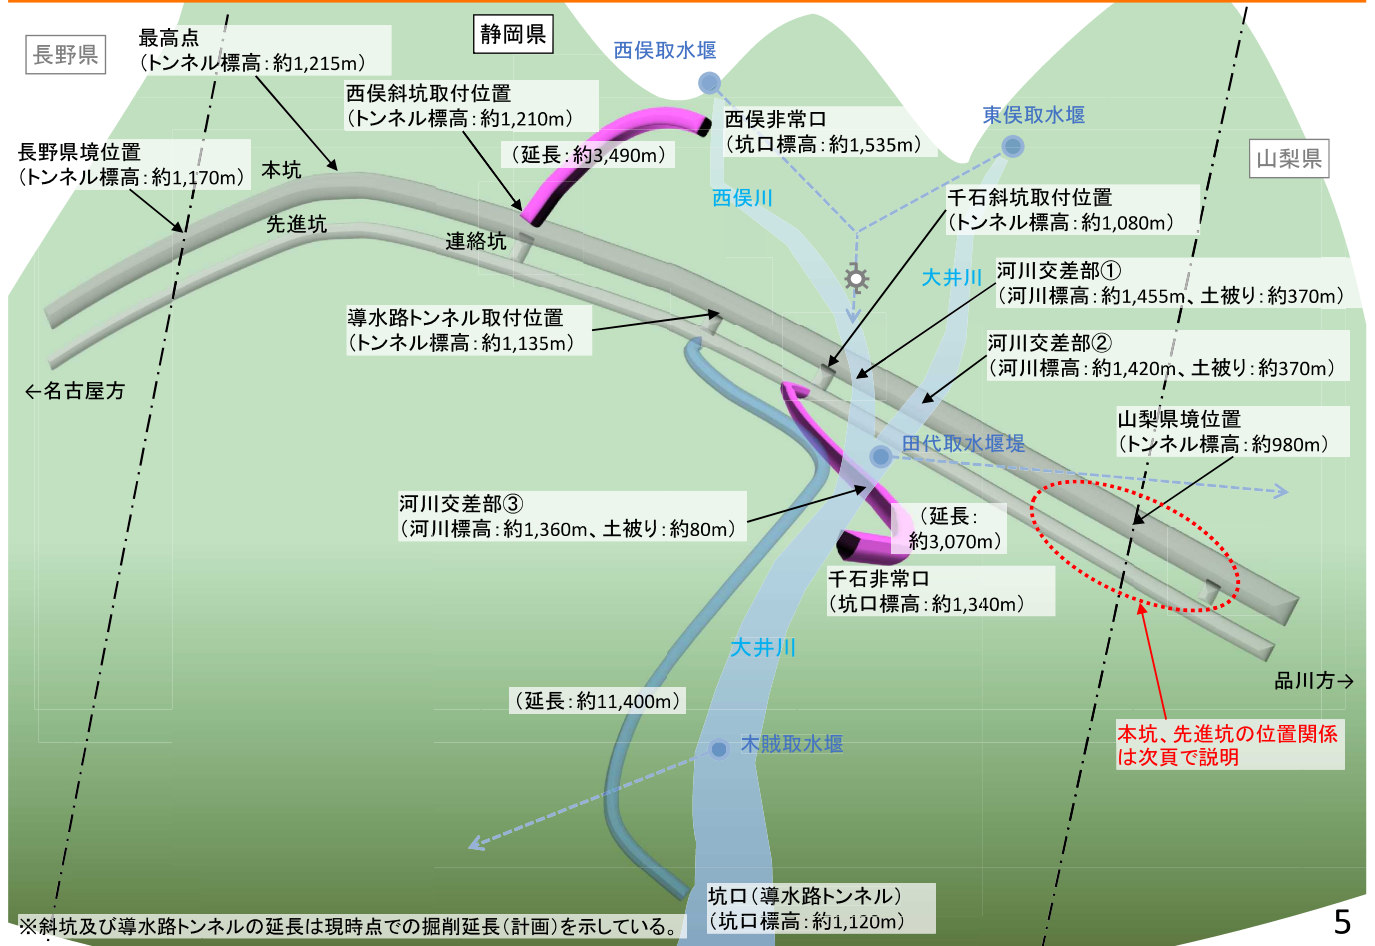 長野県
最高点
(トンネル標高：約1,215m)
静岡県
西俣取水堰
西俣斜坑取付位置
(トンネル標高：約1,210m)
(延長：約3,490m)
西俣非常口
(坑口標高：約1,535m)
東俣取水堰
山梨県
長野県境位置
(トンネル標高：約1,170m)
本坑
先進坑
連絡坑
西俣川
千石斜坑取付位置
(トンネル標高：約1,080m)
大井川
河川交差部①
(河川標高：約1,455m、土被り：約370m)
導水路トンネル取付位置
(トンネル標高：約1,135m)
河川交差部②
(河川標高：約1,420m、土被り：約370m)
←名古屋方
山梨県境位置
(トンネル標高：約980m)
田代取水堰堤
河川交差部③
(河川標高：約1,360m、土被り：約80m)
(延長：
約3,070m)
千石非常口
(坑口標高：約1,340m)
大井川
品川方→
(延長：約11,400m)
木賊取水堰
本坑、先進坑の位置関係
は次頁で説明
坑口(導水路トンネル)
(坑口標高：約1,120m)
※斜坑及び導水路トンネルの延長は現時点での掘削延長(計画)を示している。
5